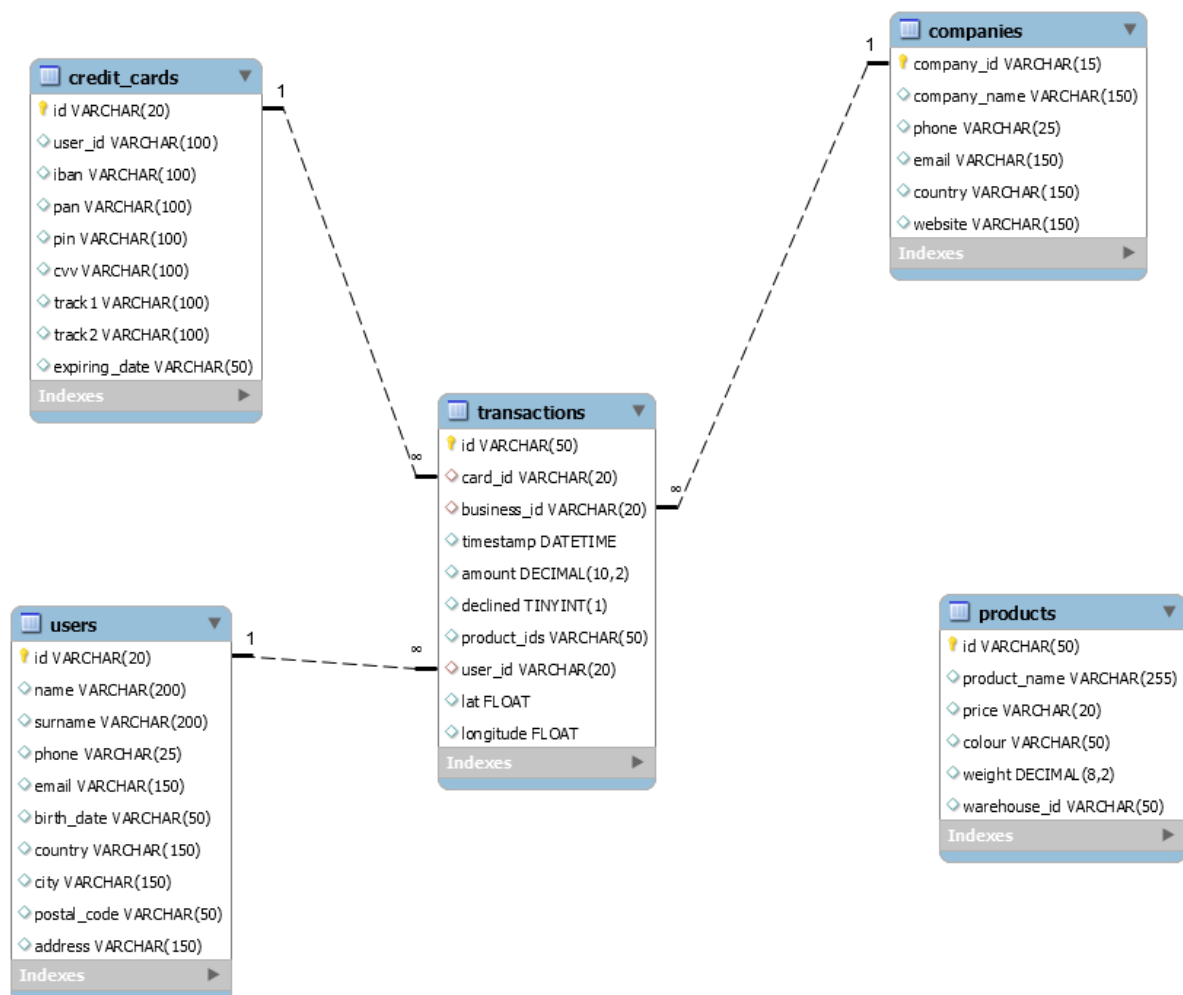 credit_cards
id VARCHAR(20)
user_id VARCHAR(100)
iban VARCHAR(100)
pan VARCHAR(100)
pin VARCHAR(100)
cvv VARCHAR(100)
track1 VARCHAR(100)
track2 VARCHAR(100)
expiring_date VARCHAR(50)
Indexes
1
∞
companies
company_id VARCHAR(15)
company_name VARCHAR(150)
phone VARCHAR(25)
email VARCHAR(150)
country VARCHAR(150)
website VARCHAR(150)
Indexes
1
∞
transactions
id VARCHAR(50)
card_id VARCHAR(20)
business_id VARCHAR(20)
timestamp DATETIME
amount DECIMAL(10,2)
declined TINYINT(1)
product_ids VARCHAR(50)
user_id VARCHAR(20)
lat FLOAT
longitude FLOAT
Indexes
users
id VARCHAR(20)
name VARCHAR(200)
surname VARCHAR(200)
phone VARCHAR(25)
email VARCHAR(150)
birth_date VARCHAR(50)
country VARCHAR(150)
city VARCHAR(150)
postal_code VARCHAR(50)
address VARCHAR(150)
Indexes
1
∞
products
id VARCHAR(50)
product_name VARCHAR(255)
price VARCHAR(20)
colour VARCHAR(50)
weight DECIMAL(8,2)
warehouse_id VARCHAR(50)
Indexes